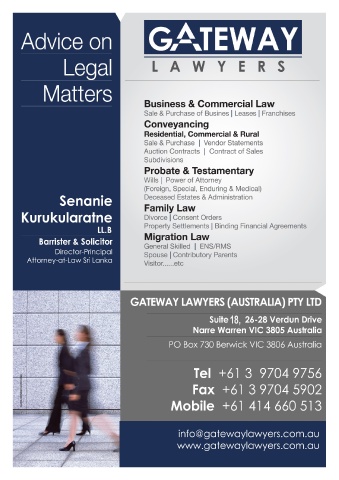 Advice on
Legal
Matters
GATEWAY
LAWYERS
Business & Commercial Law
Sale & Purchase of Busines | Leases | Franchises
Conveyancing
Residential, Commercial & Rural
Sale & Purchase | Vendor Statements
Auction Contracts | Contract of Sales
Subdivisions
Probate & Testamentary
Wills | Power of Attorney
(Foreign, Special, Enduring & Medical)
Deceased Estates & Administration
Family Law
Divorce | Consent Orders
Property Settlements | Binding Financial Agreements
Migration Law
General Skilled | ENS/RMS
Spouse | Contributory Parents
Visitor......etc
Senanie
Kurukularatne
LL.B
Barrister & Solicitor
Director-Principal
Attorney-at-Law Sri Lanka
GATEWAY LAWYERS (AUSTRALIA) PTY LTD
Suite 18, 26-28 Verdun Drive
Narre Warren VIC 3805 Australia
PO Box 730 Berwick VIC 3806 Australia
Tel +61 3 9704 9756
Fax +61 3 9704 5902
Mobile +61 414 660 513
info@gatewaylawyers.com.au
www.gatewaylawyers.com.au